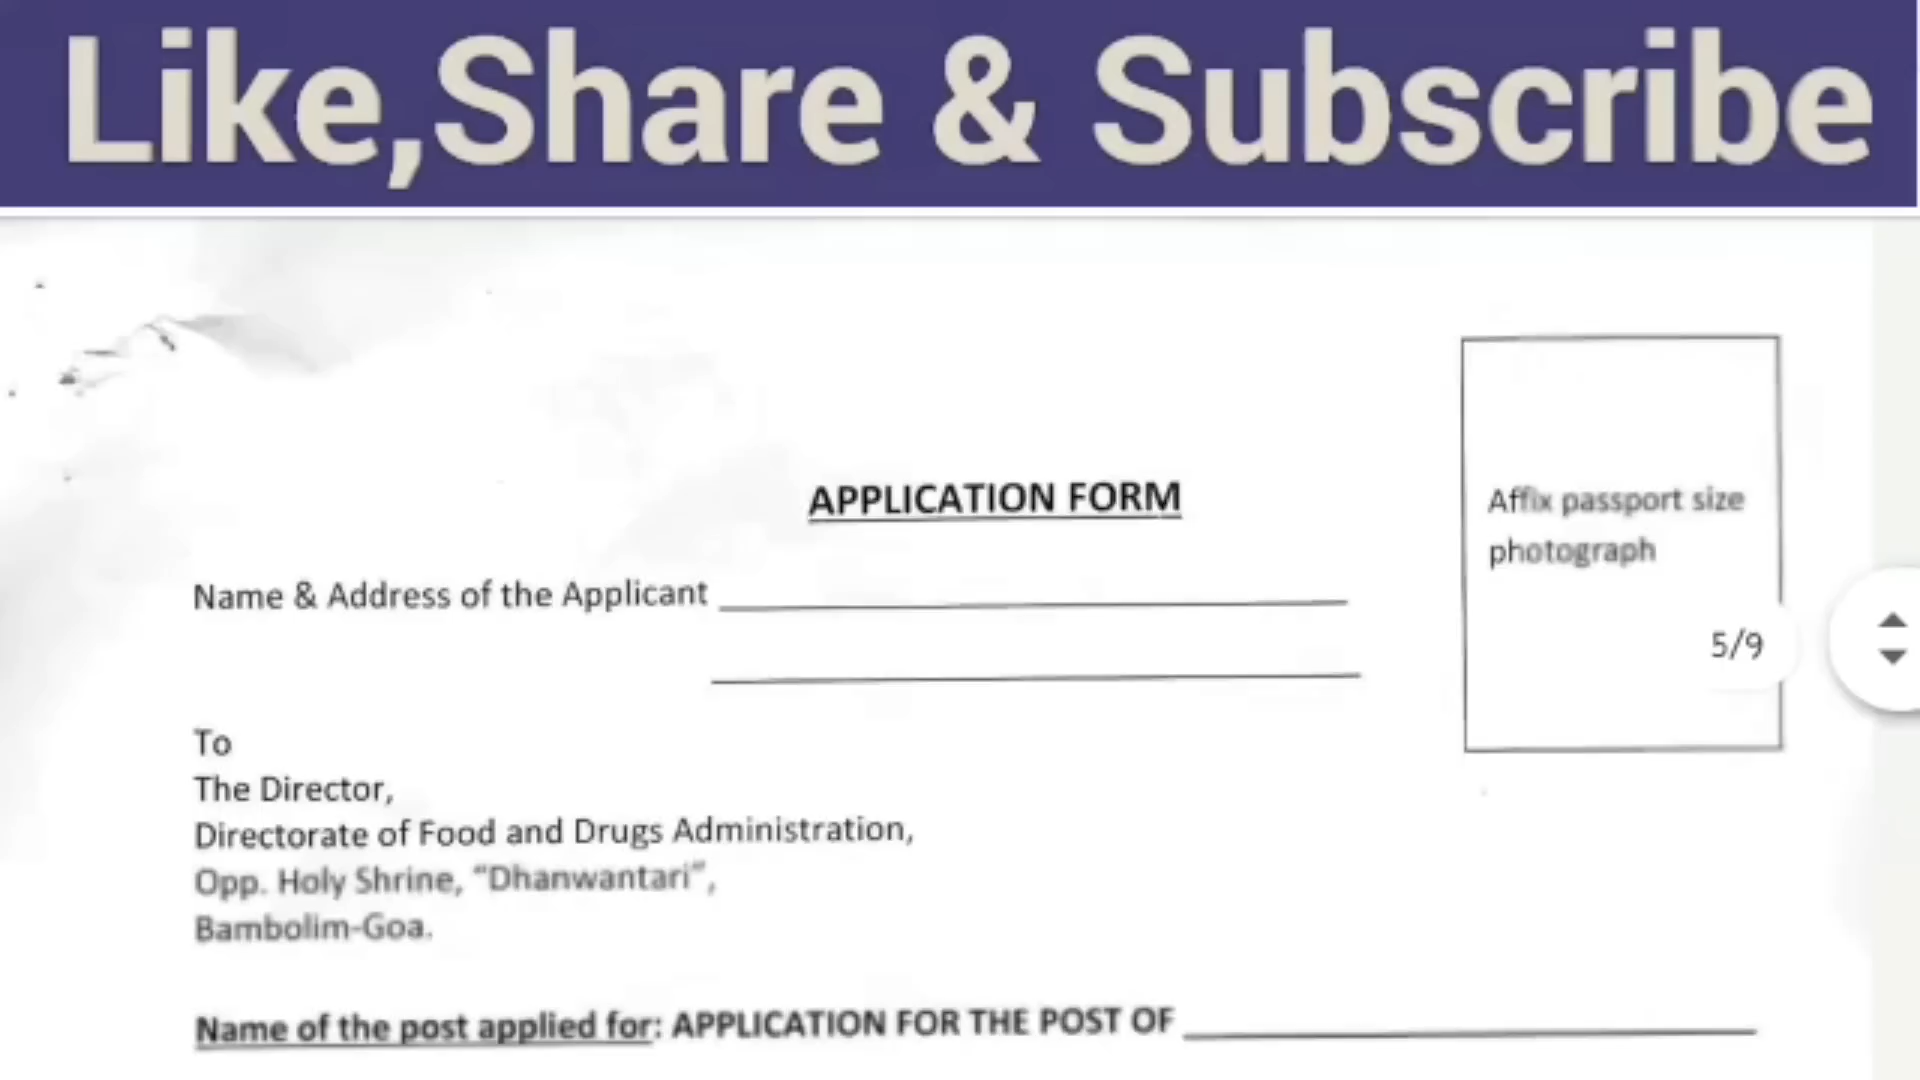 Like,Share & Subscribe
APPLICATION FORM
Affix passport size
photograph
Name & Address of the Applicant
5/9
To
The Director,
Directorate of Food and Drugs Administration,
Opp. Holy Shrine, “Dhanwantari”,
Bambolim-Goa.
Name of the post applied for: APPLICATION FOR THE POST OF